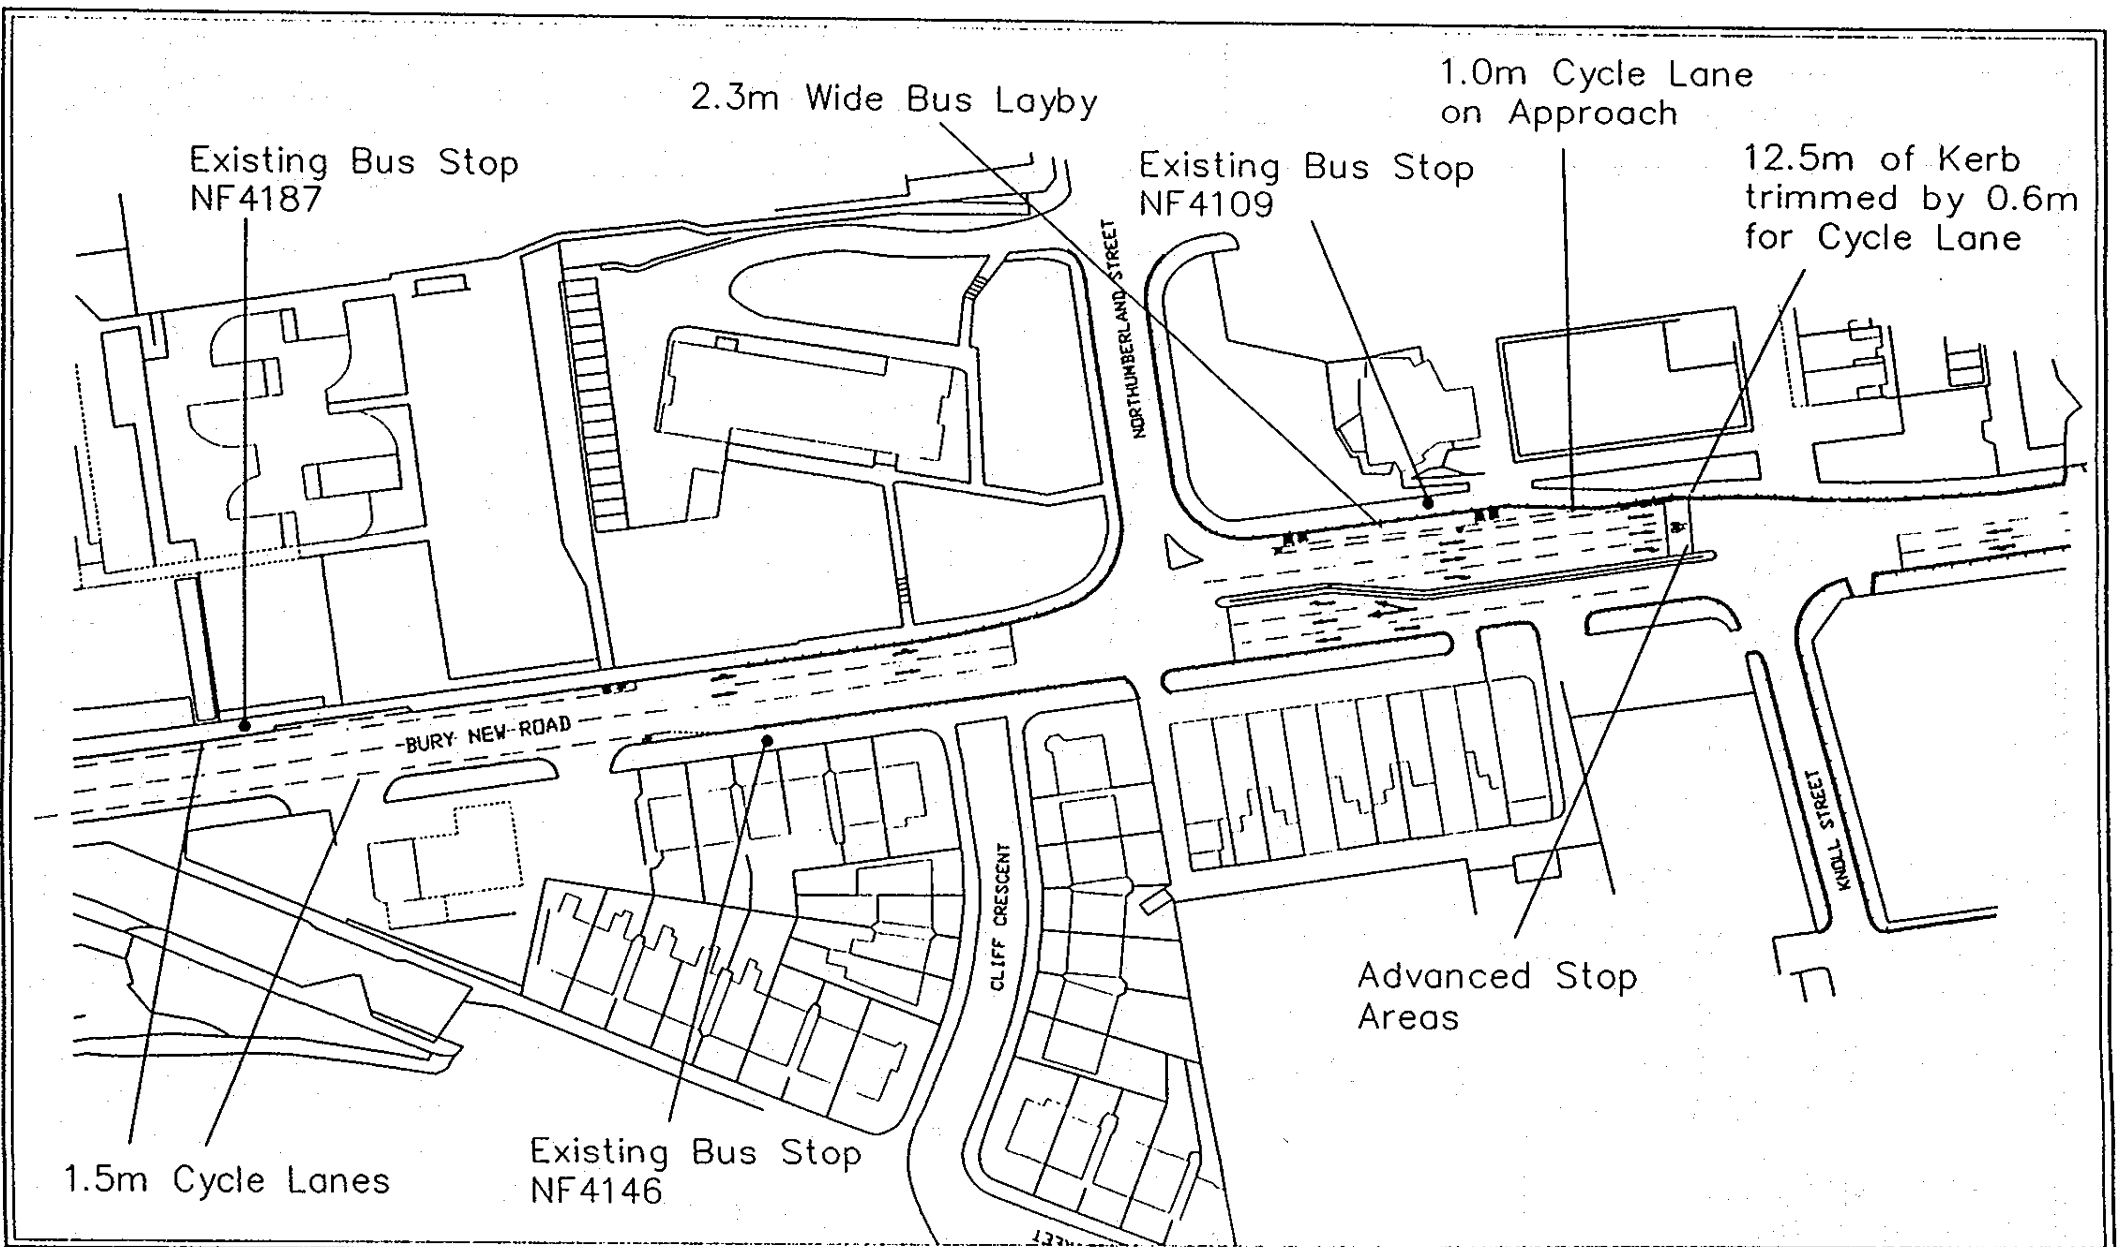 1.0m Cycle Lane
on Approach
2.3m Wide Bus Layby
Existing Bus Stop
NF4187
Existing Bus Stop
NF4109
12.5m of Kerb
trimmed by 0.6m
for Cycle Lane
NORTHUMBERLAND STREET
BURY NEW ROAD
CLIFF CRESCENT
KNOLL STREET
Advanced Stop
Areas
Existing Bus Stop
NF4146
1.5m Cycle Lanes